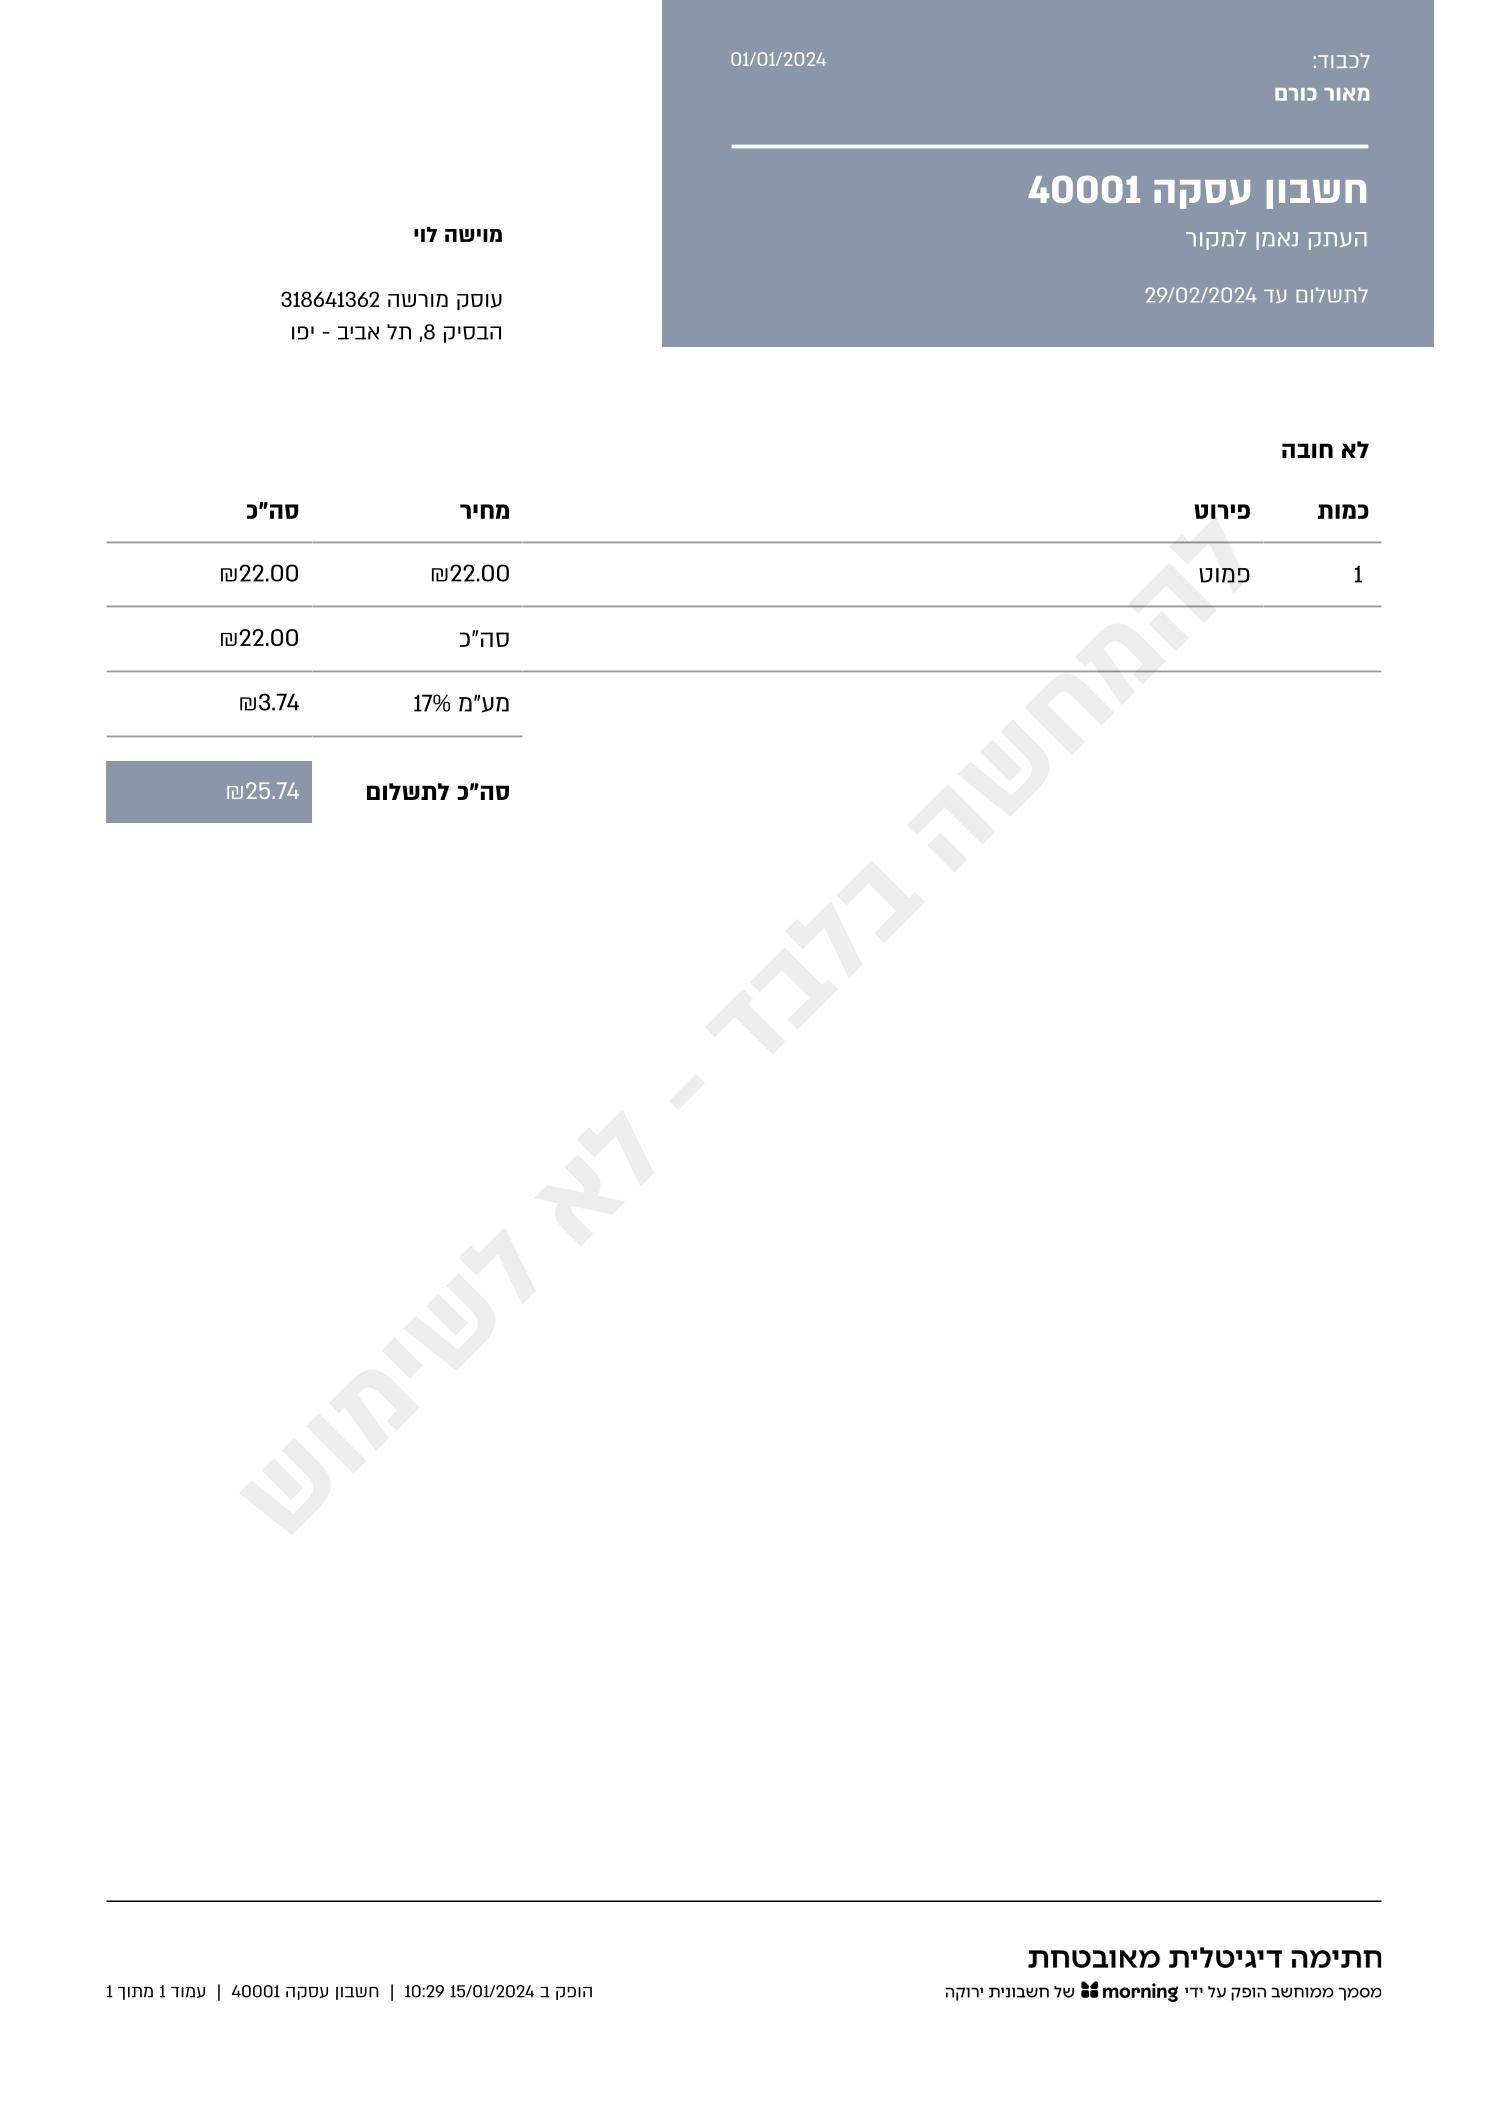 לכבוד:
01/01/2024
מאור כורם
חשבון עסקה 40001
העתק נאמן למקור
לתשלום עד 29/02/2024
מוישה לוי
עוסק מורשה 318641362
הבסיק 8, תל אביב - יפו
לא חובה
כמות פירוט מחיר סה"כ
1 פמוט ₪22.00 ₪22.00
סה"כ ₪22.00
מע"מ 17% ₪3.74
סה"כ לתשלום ₪25.74
להמחשה בלבד - לא לשימוש
חתימה דיגיטלית מאובטחת
מסמך ממוחשב הופק על ידי morning של חשבונית ירוקה
הופק ב 15/01/2024 10:29 | חשבון עסקה 40001 | עמוד 1 מתוך 1